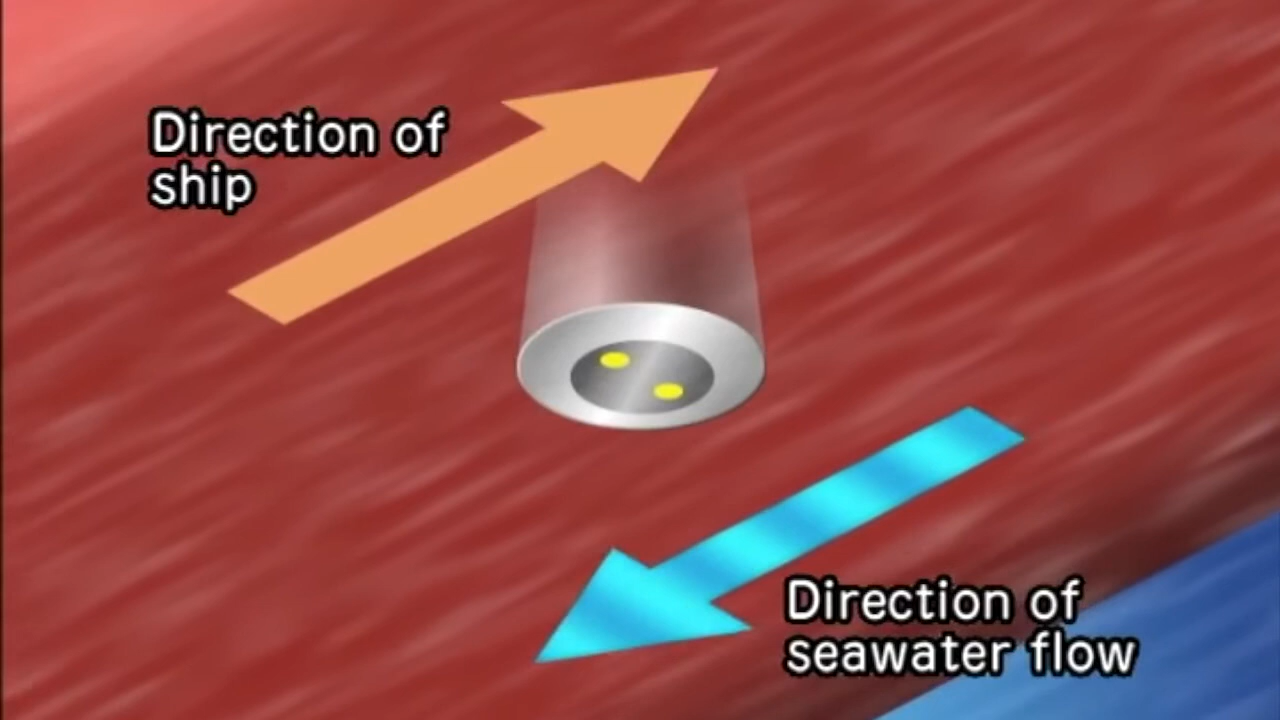 Direction of
ship
Direction of
seawater flow